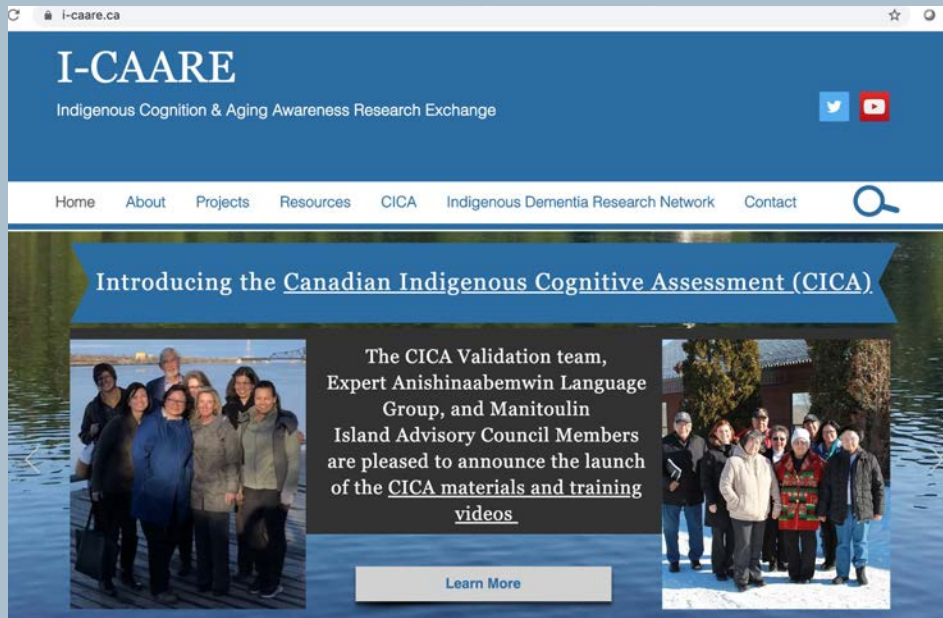 i-caare.ca
I-CAARE
Indigenous Cognition & Aging Awareness Research Exchange
Home About Projects Resources CICA Indigenous Dementia Research Network Contact
Introducing the Canadian Indigenous Cognitive Assessment (CICA)
The CICA Validation team,
Expert Anishinaabemwin Language
Group, and Manitoulin
Island Advisory Council Members
are pleased to announce the launch
of the CICA materials and training
videos
Learn More